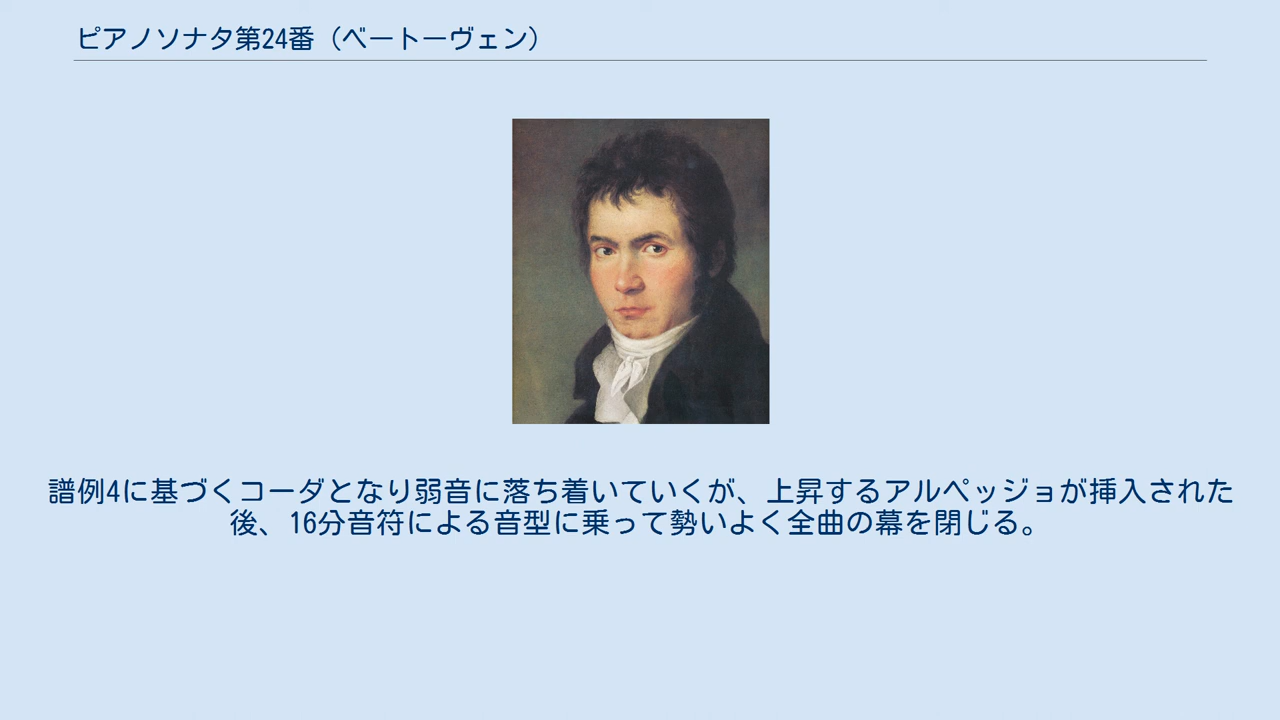 ピアノソナタ第24番（ベートーヴェン）
譜例4に基づくコーダとなり弱音に落ち着いていくが、上昇するアルペッジョが挿入された
後、16分音符による音型に乗って勢いよく全曲の幕を閉じる。